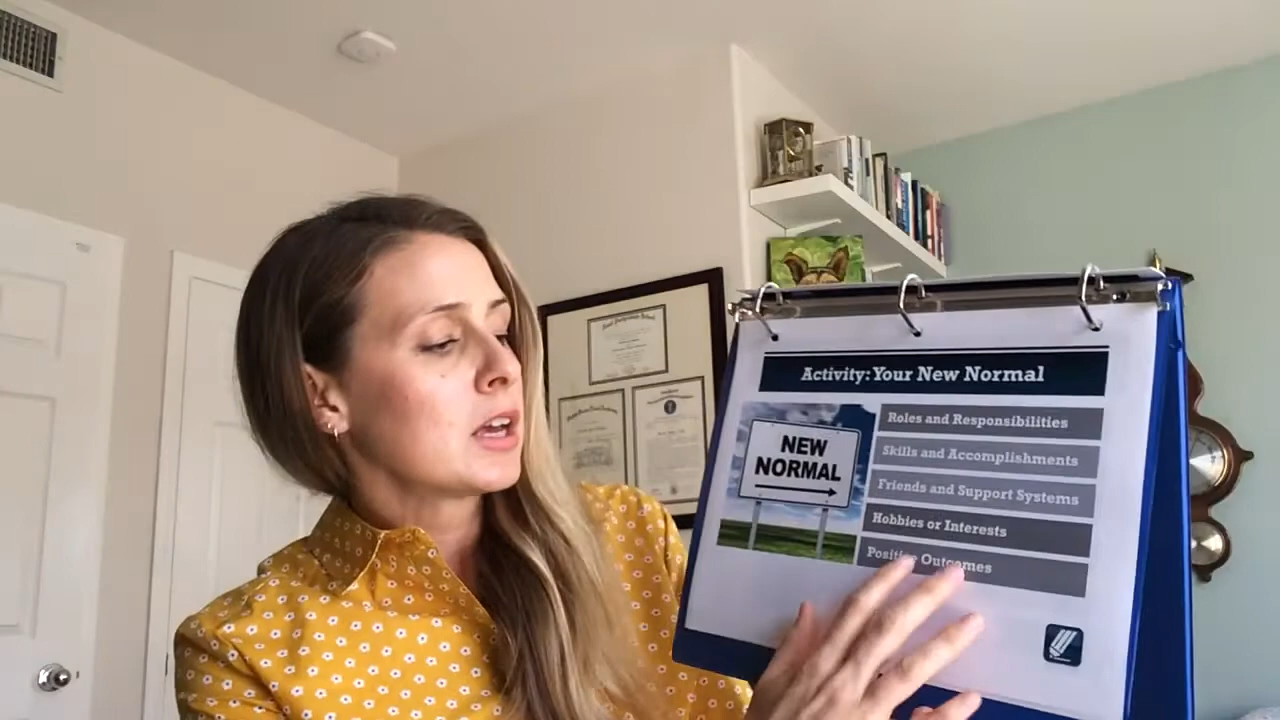 Activity: Your New Normal
NEW
NORMAL
Roles and Responsibilities
Skills and Accomplishments
Friends and Support Systems
Hobbies or Interests
Positive Outcomes